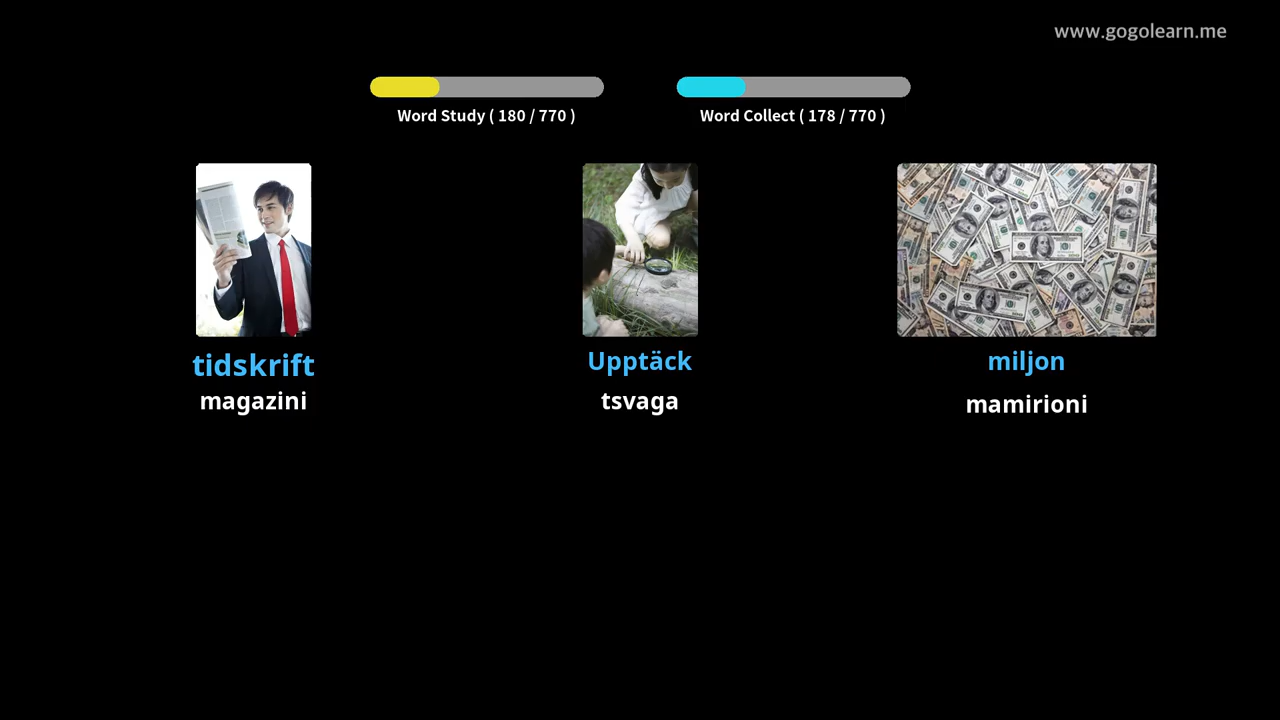 www.gogolearn.me
Word Study ( 180 / 770 )
Word Collect ( 178 / 770 )
tidskrift
magazini
Upptäck
tsvaga
miljon
mamirioni